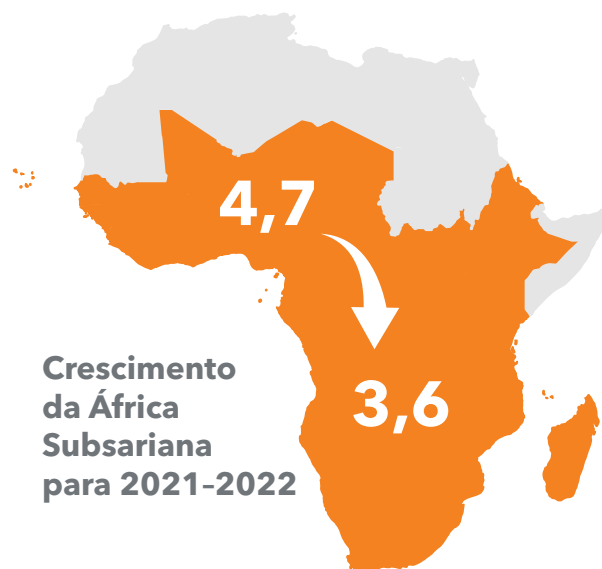 4,7
3,6
Crescimento
da África
Subsariana
para 2021–2022